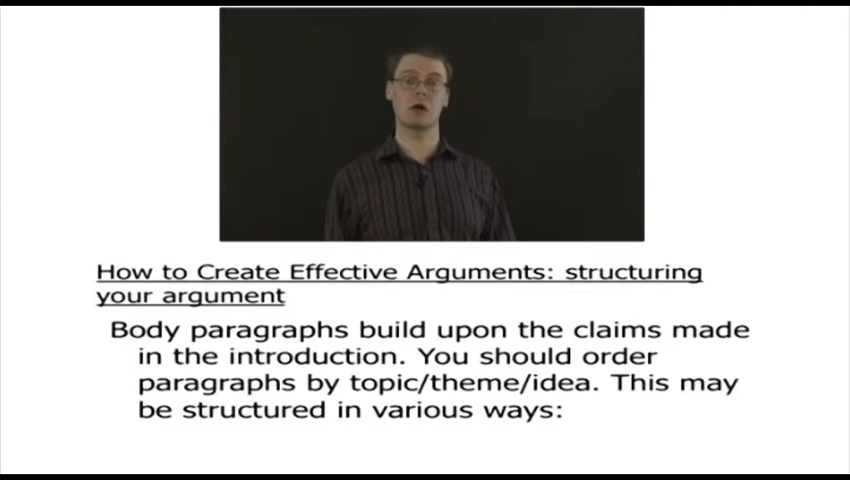 How to Create Effective Arguments: structuring
your argument
Body paragraphs build upon the claims made
in the introduction. You should order
paragraphs by topic/theme/idea. This may
be structured in various ways: